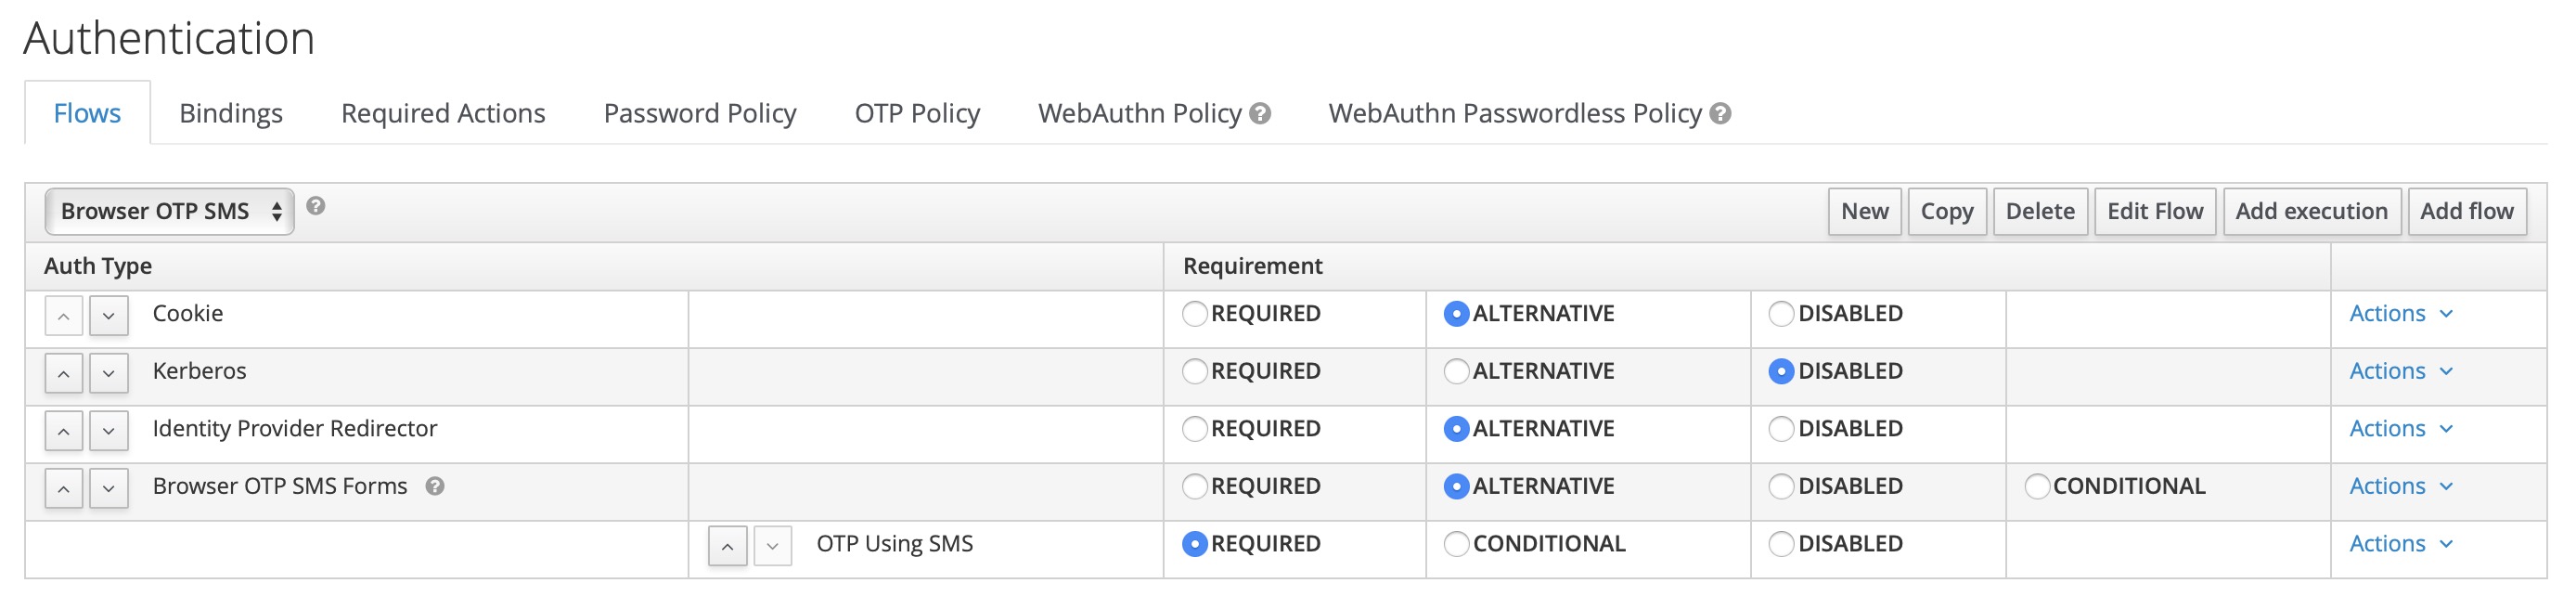 Authentication
Flows Bindings Required Actions Password Policy OTP Policy WebAuthn Policy ? WebAuthn Passwordless Policy ?
Browser OTP SMS ? New Copy Delete Edit Flow Add execution Add flow
Auth Type Requirement
Cookie REQUIRED ALTERNATIVE DISABLED Actions
Kerberos REQUIRED ALTERNATIVE DISABLED Actions
Identity Provider Redirector REQUIRED ALTERNATIVE DISABLED Actions
Browser OTP SMS Forms ? REQUIRED ALTERNATIVE DISABLED CONDITIONAL Actions
OTP Using SMS REQUIRED CONDITIONAL DISABLED Actions